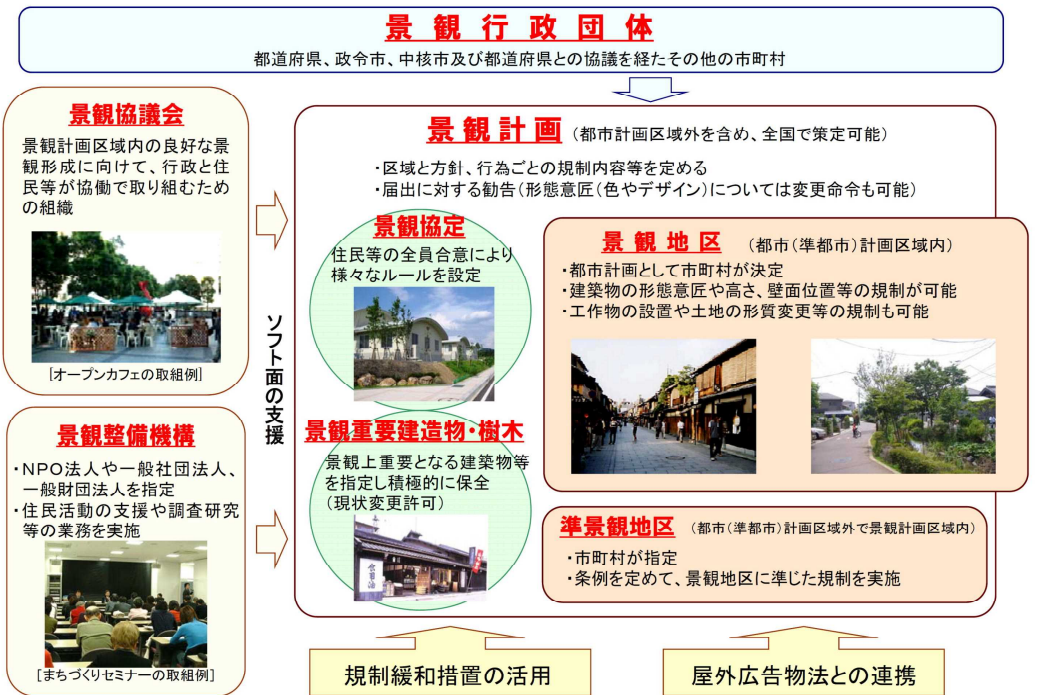 景観行政団体
都道府県、政令市、中核市及び都道府県との協議を経たその他の市町村
景観協議会
景観計画区域内の良好な景
観形成に向けて、行政と住
民等が協働で取り組むため
の組織
[オープンカフェの取組例]
景観整備機構
・NPO法人や一般社団法人、
一般財団法人を指定
・住民活動の支援や調査研究
等の業務を実施
[まちづくりセミナーの取組例]
ソフト面の支援
景観計画(都市計画区域外を含め、全国で策定可能)
・区域と方針、行為ごとの規制内容等を定める
・届出に対する勧告(形態意匠(色やデザイン)については変更命令も可能)
景観協定
住民等の全員合意により
様々なルールを設定
景観重要建造物・樹木
景観上重要となる建築物等
を指定し積極的に保全
(現状変更許可)
景観地区 (都市(準都市)計画区域内)
・都市計画として市町村が決定
・建築物の形態意匠や高さ、壁面位置等の規制が可能
・工作物の設置や土地の形質変更等の規制も可能
準景観地区 (都市(準都市)計画区域外で景観計画区域内)
・市町村が指定
・条例を定めて、景観地区に準じた規制を実施
規制緩和措置の活用
屋外広告物法との連携